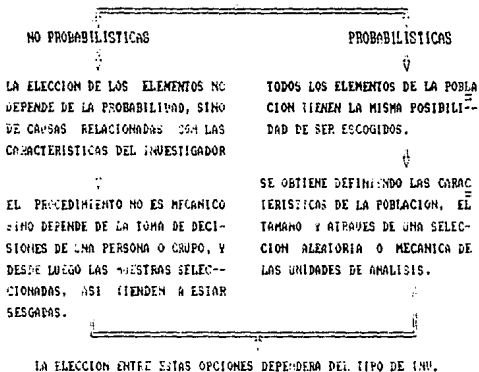 NO PROBABILISTICAS
LA ELECCION DE LOS ELEMENTOS NO
DEPENDE DE LA PROBABILIDAD, SINO
DE CAUSAS RELACIONADAS CON LAS
CARACTERISTICAS DEL INVESTIGADOR
EL PROCEDIMIENTO NO ES MECANICO
SINO DEPENDE DE LA TOMA DE DECI-
SIONES DE UNA PERSONA O GRUPO, Y
DESDE LUEGO LAS MUESTRAS SELEC--
CIONADAS, ASI TIENDEN A ESTAR
SESGADAS.
PROBABILISTICAS
TODOS LOS ELEMENTOS DE LA POBLA
CION TIENEN LA MISMA POSIBILI--
DAD DE SER ESCOGIDOS.
SE OBTIENE DEFINIENDO LAS CARAC
TERISTICAS DE LA POBLACION, EL
TAMANO Y ATRAVES DE UNA SELEC-
CION ALEATORIA O MECANICA DE
LAS UNIDADES DE ANALISIS.
LA ELECCION ENTRE ESTAS OPCIONES DEPENDERA DEL TIPO DE INV.